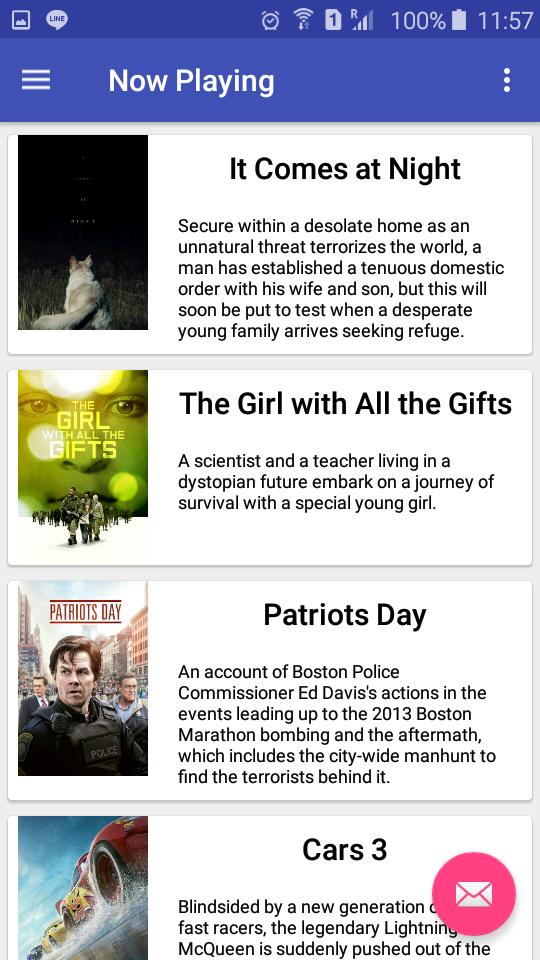 LINE
1
R
100%
11:57
Now Playing
IT
COMES
AT
NIGHT
It Comes at Night
Secure within a desolate home as an
unnatural threat terrorizes the world, a
man has established a tenuous domestic
order with his wife and son, but this will
soon be put to test when a desperate
young family arrives seeking refuge.
THE
GIRL
WITH ALL THE
GIFTS
The Girl with All the Gifts
A scientist and a teacher living in a
dystopian future embark on a journey of
survival with a special young girl.
PATRIOTS DAY
POLICE
Patriots Day
An account of Boston Police
Commissioner Ed Davis's actions in the
events leading up to the 2013 Boston
Marathon bombing and the aftermath,
which includes the city-wide manhunt to
find the terrorists behind it.
Cars 3
Blindsided by a new generation
fast racers, the legendary Lightning
McQueen is suddenly pushed out of the